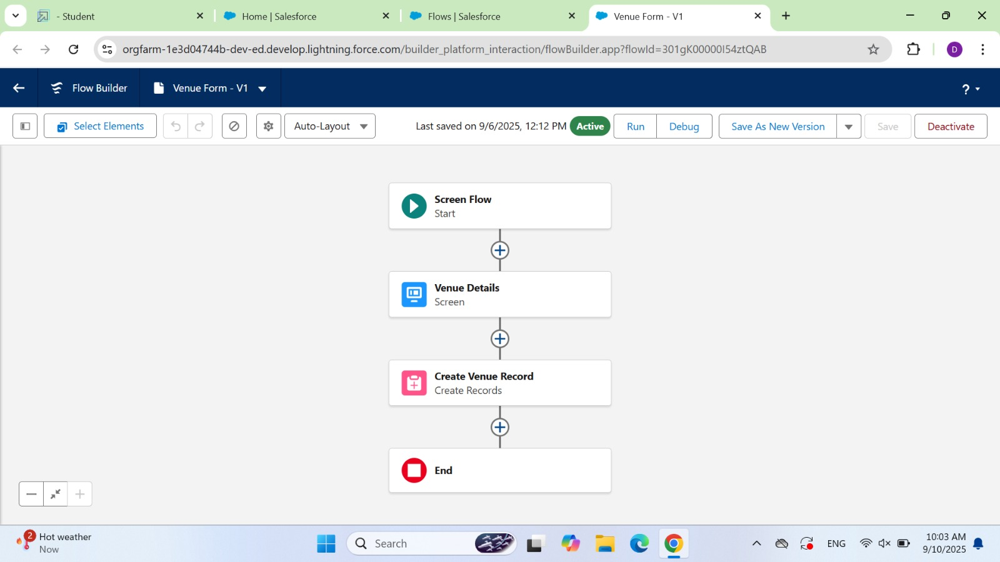 - Student
Home | Salesforce
Flows | Salesforce
Venue Form - V1
orgfarm-1e3d04744b-dev-ed.develop.lightning.force.com/builder_platform_interaction/flowBuilder.app?flowId=301gK00000I54ztQAB
D
Flow Builder
Venue Form - V1
?
Select Elements
Auto-Layout
Last saved on 9/6/2025, 12:12 PM
Active
Run
Debug
Save As New Version
Save
Deactivate
Screen Flow
Start
Venue Details
Screen
Create Venue Record
Create Records
End
2
Hot weather
Now
Search
ENG
10:03 AM
9/10/2025